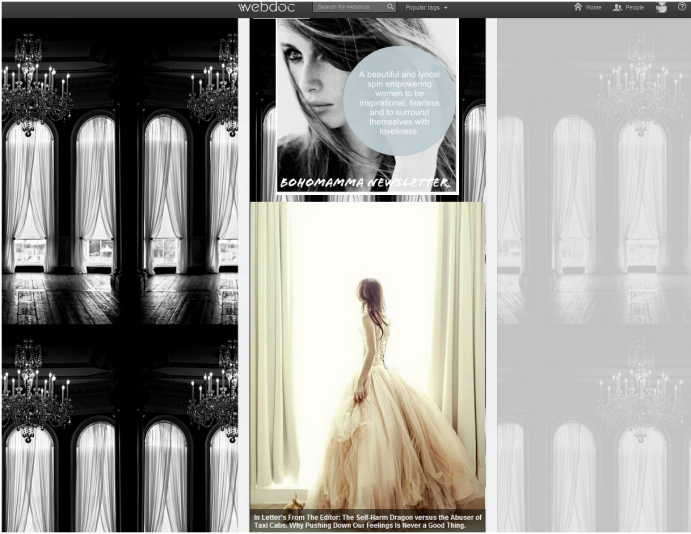 webdoc
Search for webdocs
Popular tags
Home
People
A beautiful and lyrical
spin empowering
women to be
inspirational, fearless
and to surround
themselves with
loveliness.
BOHOMAMMA NEWSLETTER
In Letter's From The Editor: The Self-Harm Dragon versus the Abuser of
Taxi Cabs. Why Pushing Down Our Feelings Is Never a Good Thing.